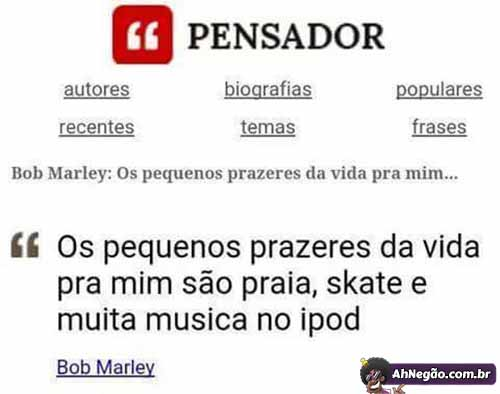 PENSADOR
autores biografias populares
recentes temas frases
Bob Marley: Os pequenos prazeres da vida pra mim...
Os pequenos prazeres da vida
pra mim são praia, skate e
muita musica no ipod
Bob Marley
AhNegão.com.br